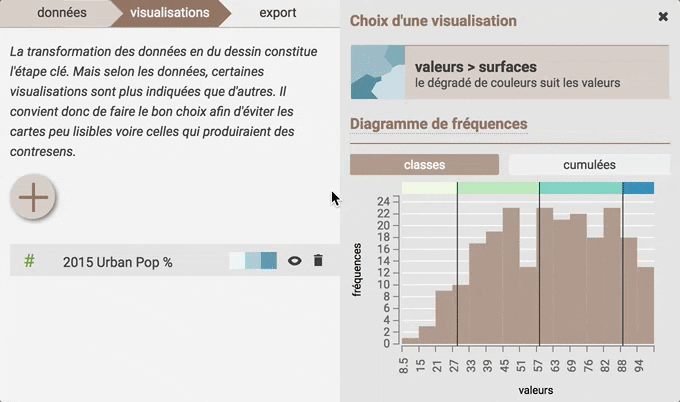 données
visualisations
export
La transformation des données en du dessin constitue
l'étape clé. Mais selon les données, certaines
visualisations sont plus indiquées que d'autres. Il
convient donc de faire le bon choix afin d'éviter les
cartes peu lisibles voire celles qui produiraient des
contresens.
# 2015 Urban Pop %
Choix d'une visualisation
valeurs > surfaces
le dégradé de couleurs suit les valeurs
Diagramme de fréquences
classes
cumulées
fréquences
24
22
20
18
16
14
12
10
8
6
4
2
0
8.5
15
21
27
33
39
45
51
57
63
69
76
82
88
94
valeurs